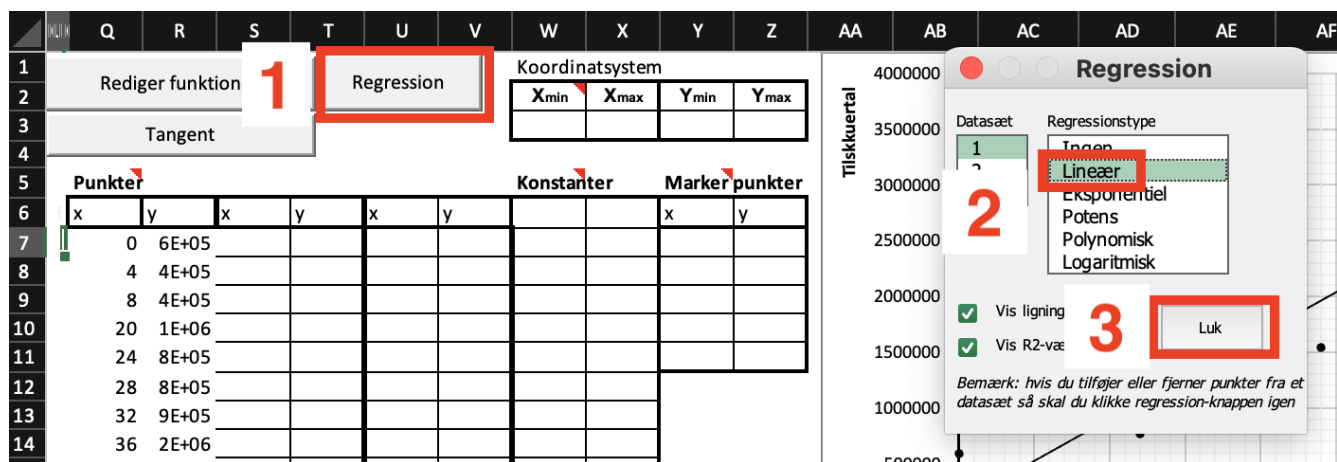 Q R S T U V W X Y Z AA AB AC AD AE AF
1 Rediger funktion 1 Regression Koordinatsystem
2 Xmin Xmax Ymin Ymax
3 Tangent
4
5 Punkter Konstanter Marker punkter
6 x y x y x y x y
7 0 6E+05
8 4 4E+05
9 8 4E+05
10 20 1E+06
11 24 8E+05
12 28 8E+05
13 32 9E+05
14 36 2E+06
Tilskkuertal
4000000
3500000
3000000
2500000
2000000
1500000
1000000
500000
Regression
Datasæt Regressionstype
1 Ingen
2 Lineær
2 Eksponentiel
Potens
Polynomisk
Logaritmisk
Vis ligning 3 Luk
Vis R2-væ
Bemærk: hvis du tilføjer eller fjerner punkter fra et
datasæt så skal du klikke regression-knappen igen